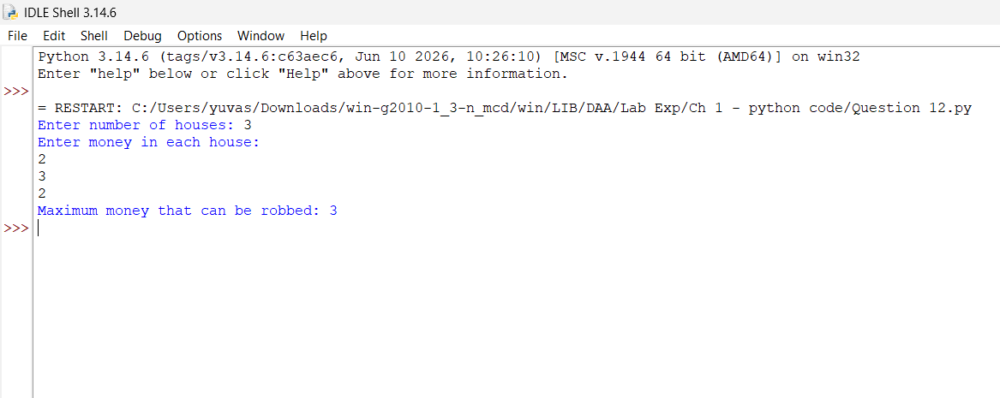 IDLE Shell 3.14.6
File Edit Shell Debug Options Window Help
Python 3.14.6 (tags/v3.14.6:c63aec6, Jun 10 2026, 10:26:10) [MSC v.1944 64 bit (AMD64)] on win32
Enter "help" below or click "Help" above for more information.
>>>
= RESTART: C:/Users/yuvas/Downloads/win-g2010-1_3-n_mcd/win/LIB/DAA/Lab Exp/Ch 1 - python code/Question 12.py
Enter number of houses: 3
Enter money in each house:
2
3
2
Maximum money that can be robbed: 3
>>>